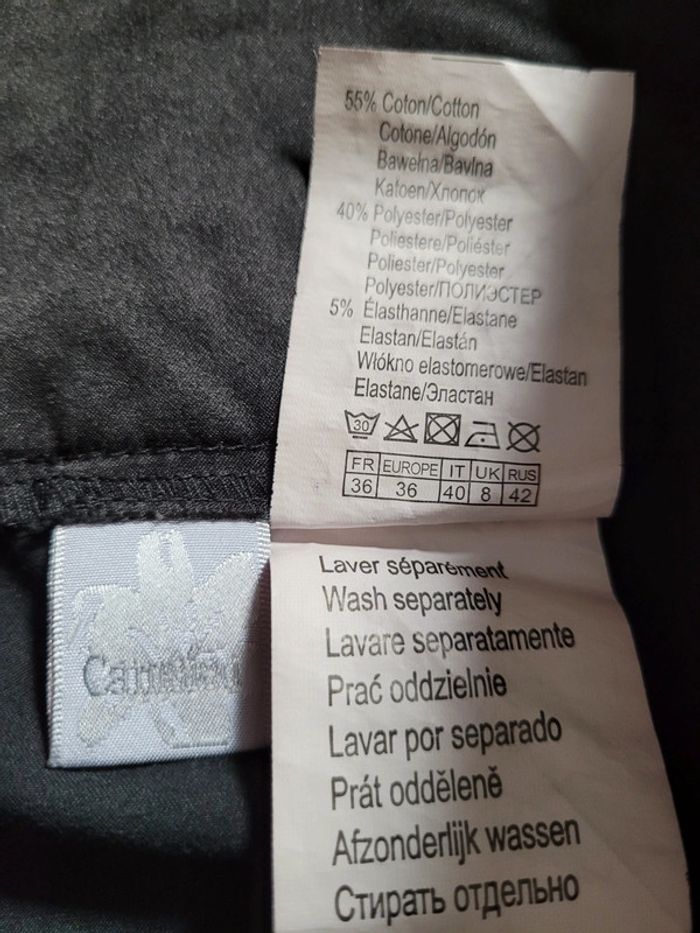 55% Coton/Cotton
Cotone/Algodón
Bawełna/Bavlna
Katoen/Хлопок
40% Polyester/Polyester
Poliestere/Poliéster
Poliester/Polyester
Polyester/ПОЛИЭСТЕР
5% Élasthanne/Elastane
Elastan/Elastán
Włókno elastomerowe/Elastan
Elastane/Эластан
30
FR EUROPE IT UK RUS
36 36 40 8 42
Laver séparément
Wash separately
Lavare separatamente
Prać oddzielnie
Lavar por separado
Prát odděleně
Afzonderlijk wassen
Стирать отдельно